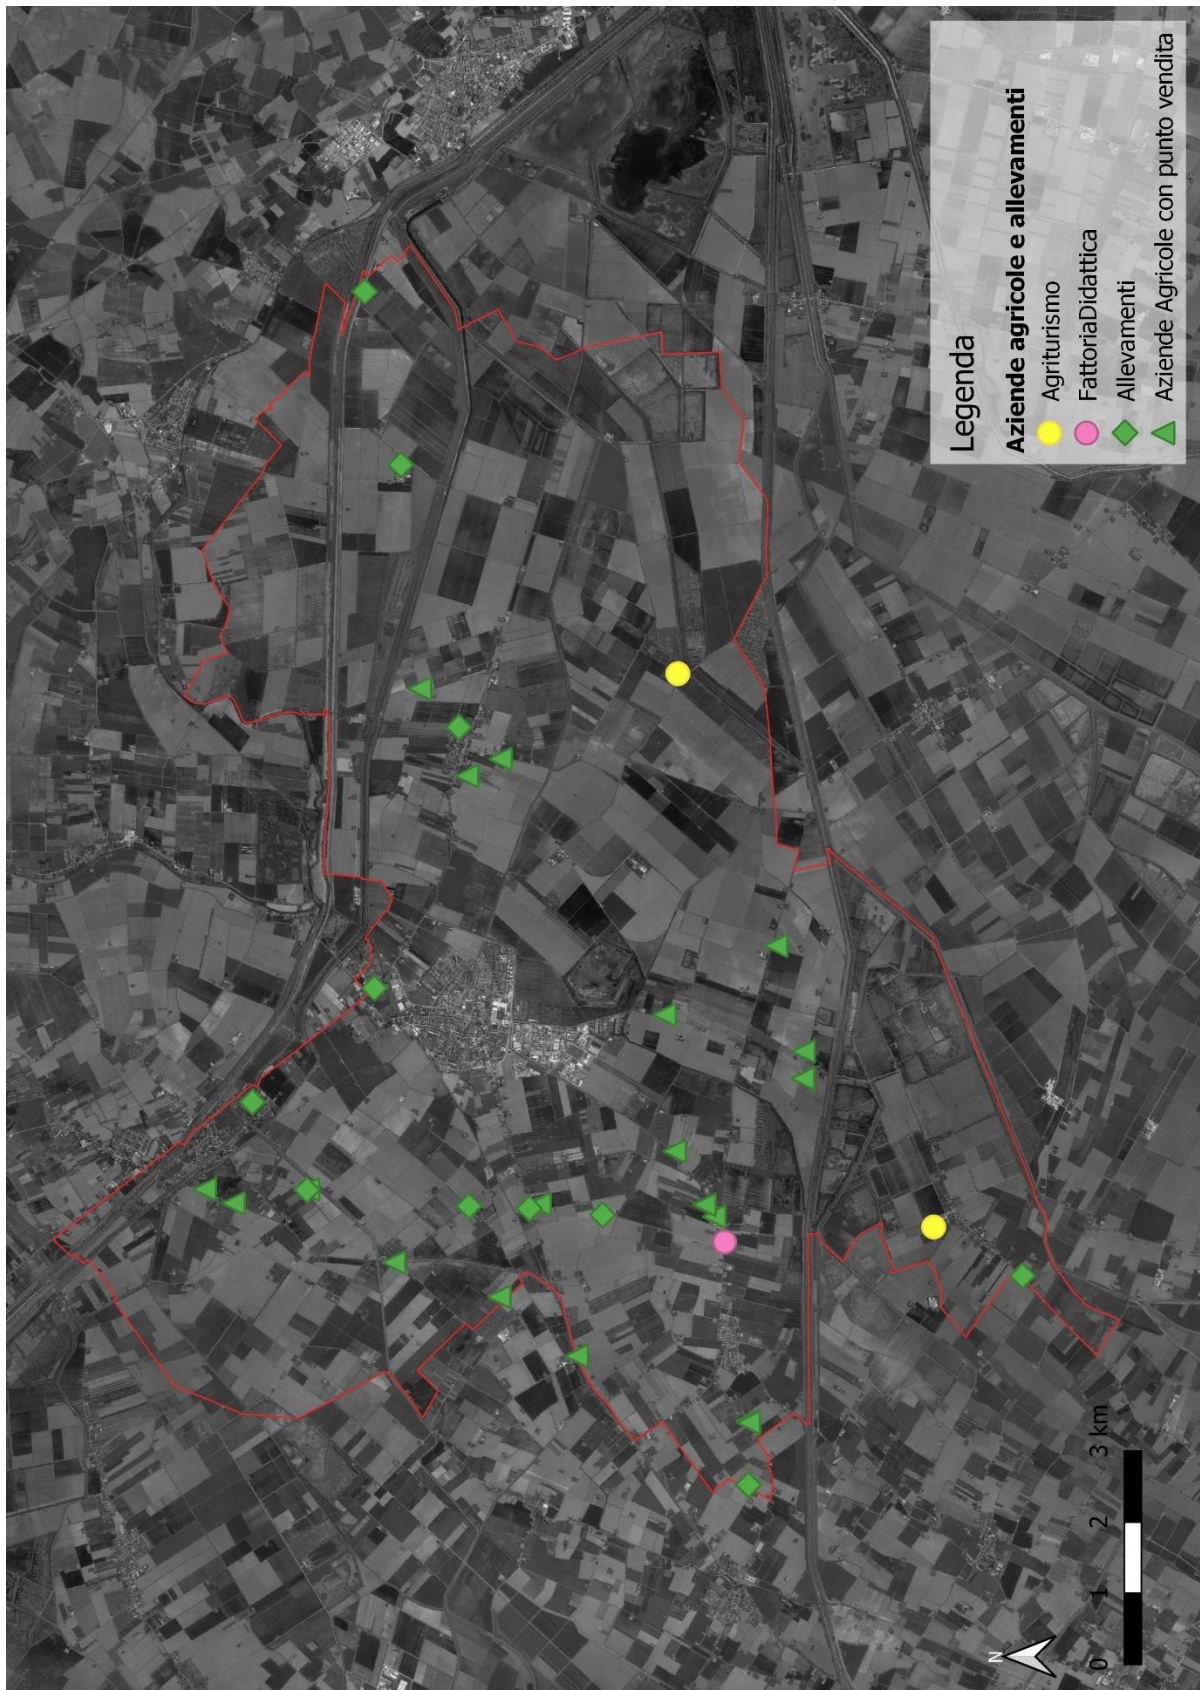 Legenda
Aziende agricole e allevamenti
Agriturismo
FattoriaDidattica
Allevamenti
Aziende Agricole con punto vendita
N
0 1 2 3 km